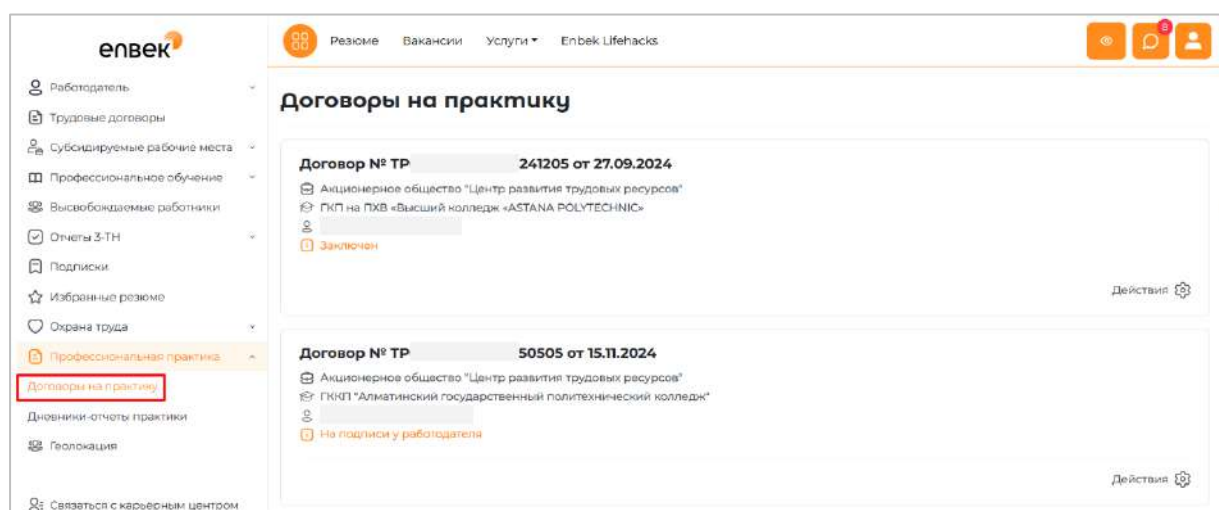 enвек
Резюме Вакансии Услуги Enbek Lifehacks
8
Работодатель
Трудовые договоры
Субсидируемые рабочие места
Профессиональное обучение
Высвобождаемые работники
Отчеты 3-ТН
Подписки
Избранные резюме
Охрана труда
Профессиональная практика
Договоры на практику
Дневники-отчеты практики
Геолокация
Связаться с карьерным центром
Договоры на практику
Договор № ТР 241205 от 27.09.2024
Акционерное общество "Центр развития трудовых ресурсов"
ГКП на ПХВ «Высший колледж «ASTANA POLYTECHNIC»
Заключен
Действия
Договор № ТР 50505 от 15.11.2024
Акционерное общество "Центр развития трудовых ресурсов"
ГККП "Алматинский государственный политехнический колледж"
На подписи у работодателя
Действия